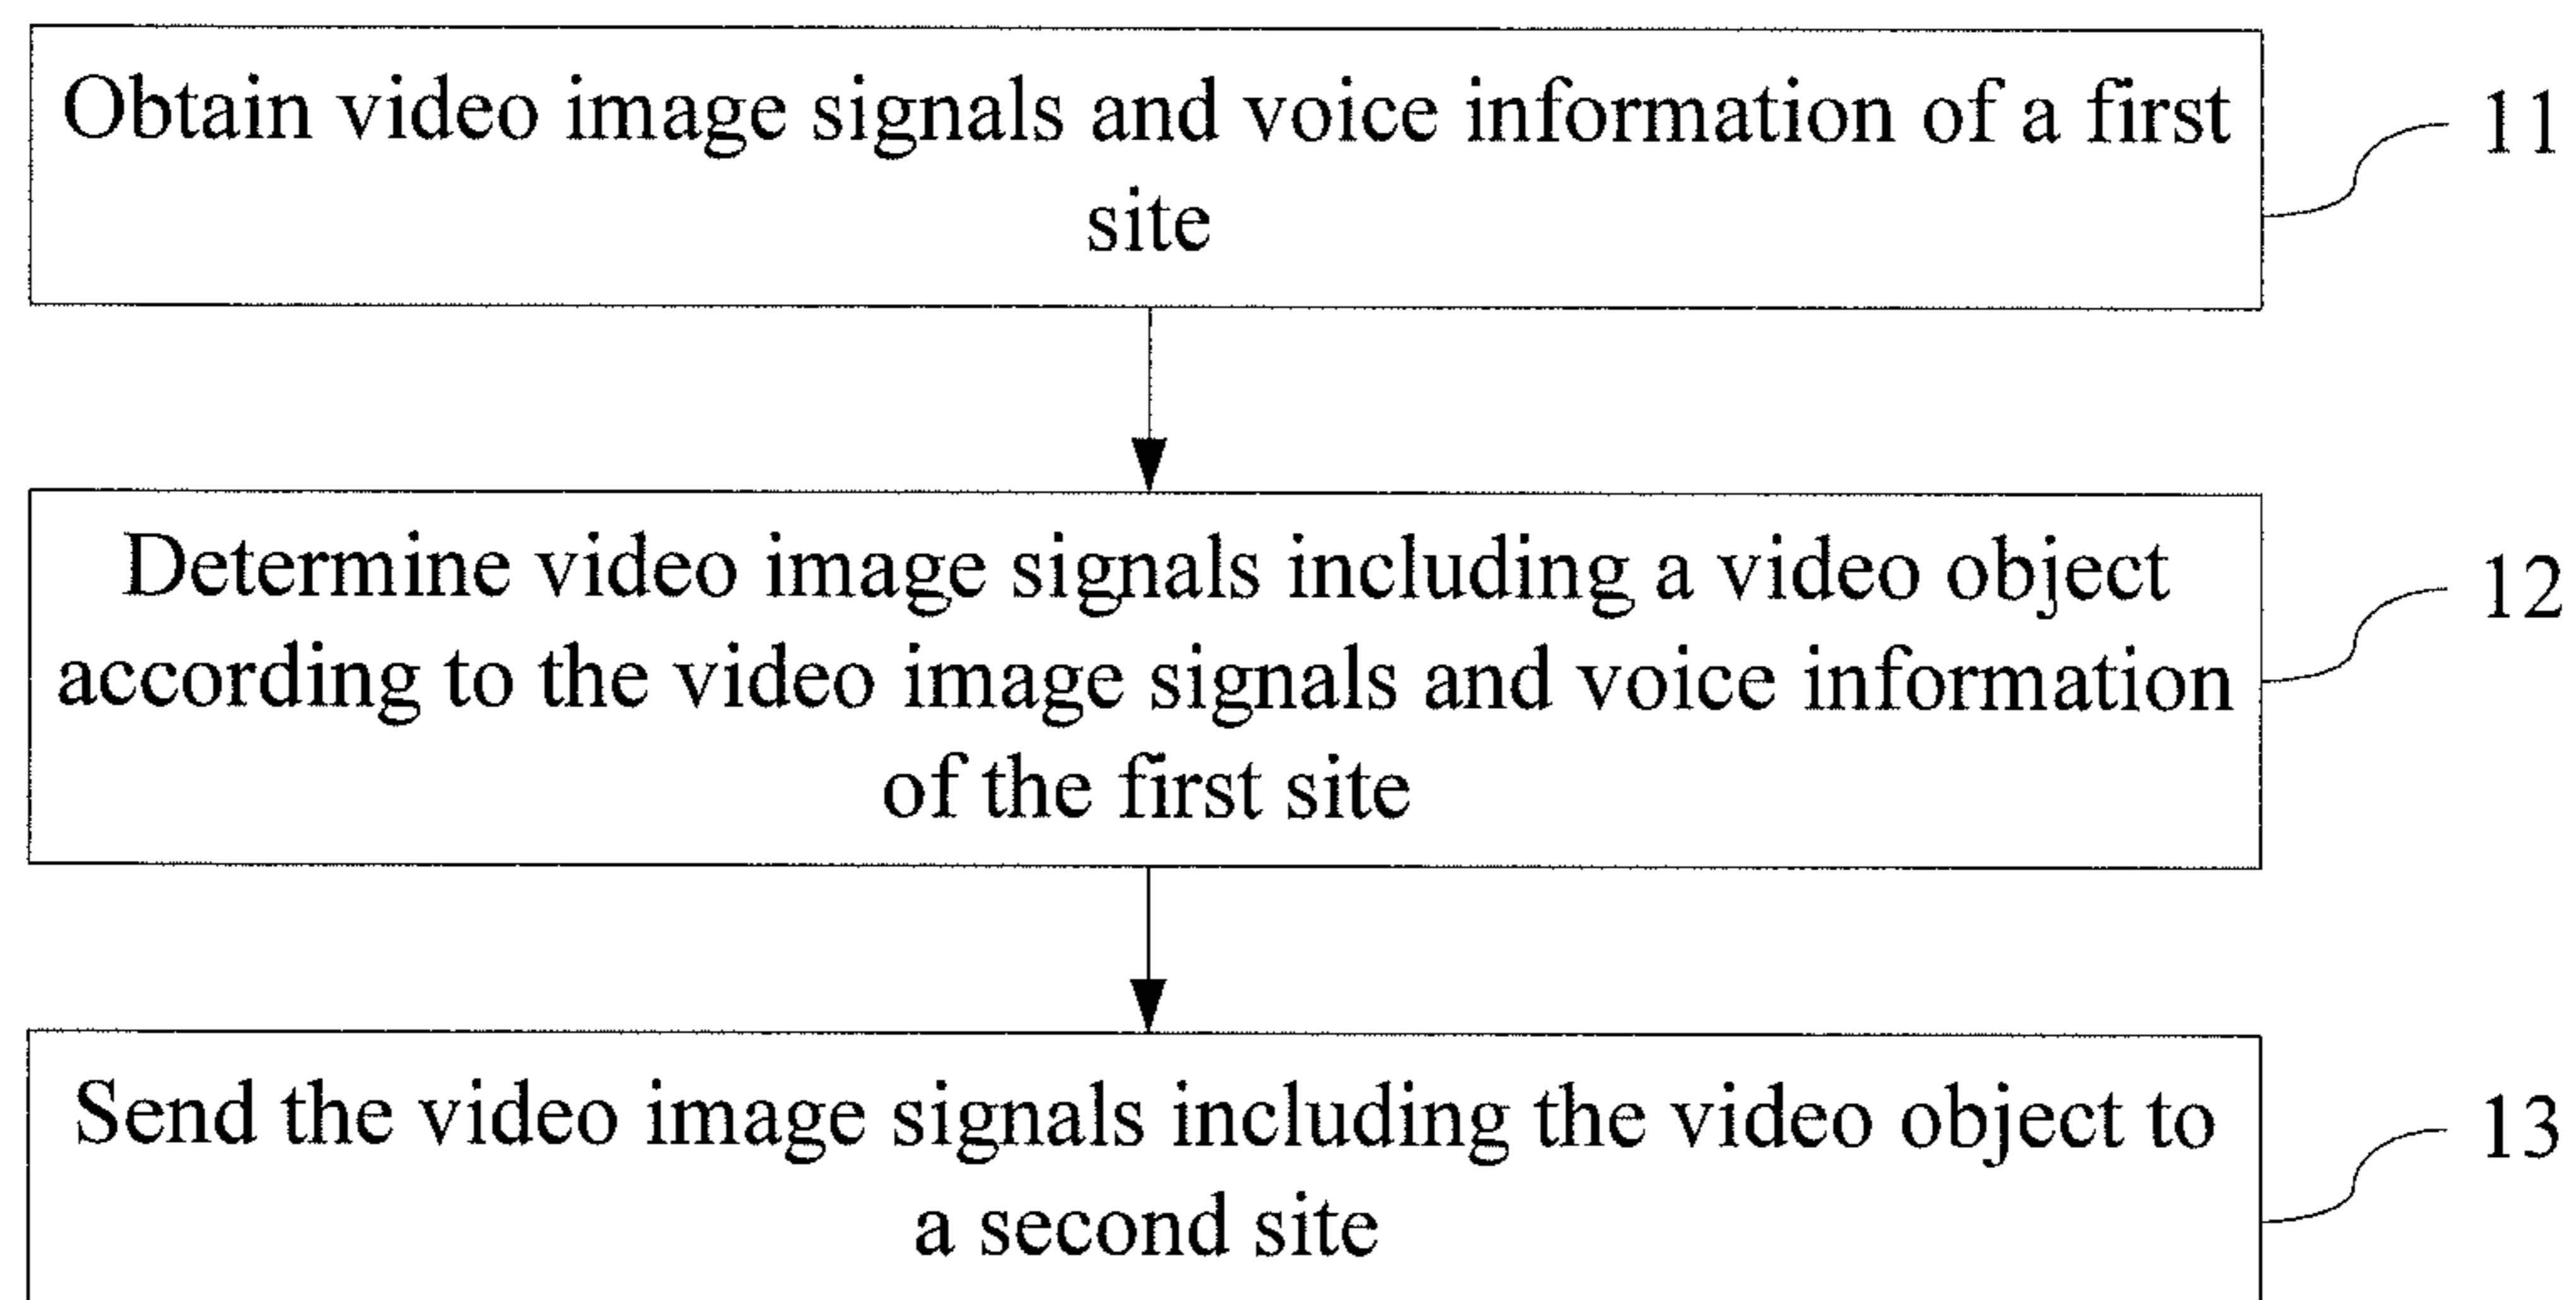 Obtain video image signals and voice information of a first
site
11
Determine video image signals including a video object
according to the video image signals and voice information
of the first site
12
Send the video image signals including the video object to
a second site
13